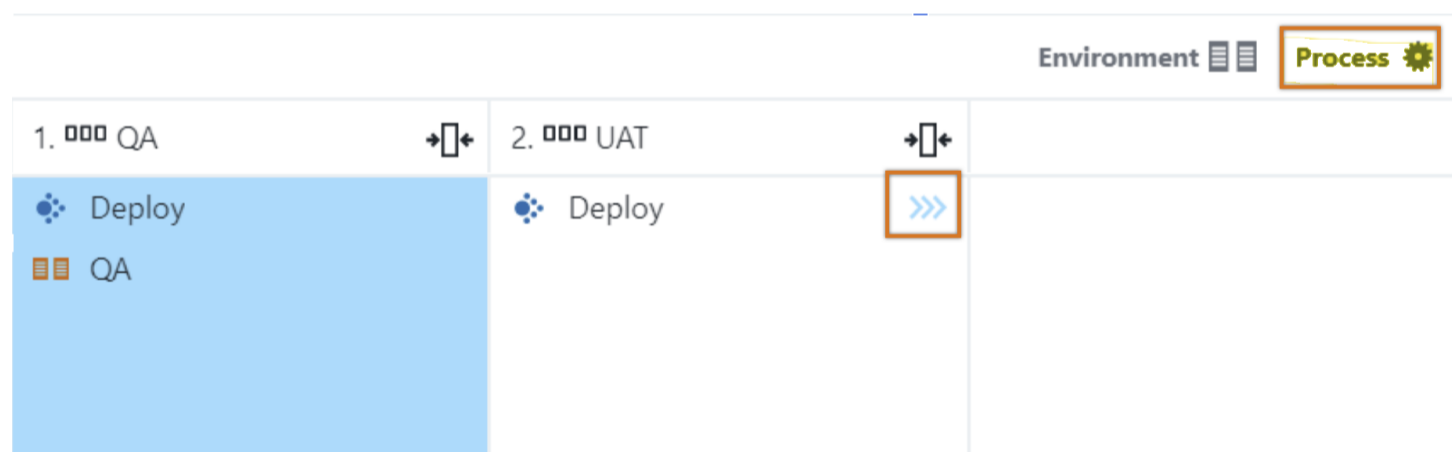 Environment Process
1. QA 2. UAT
Deploy Deploy
QA